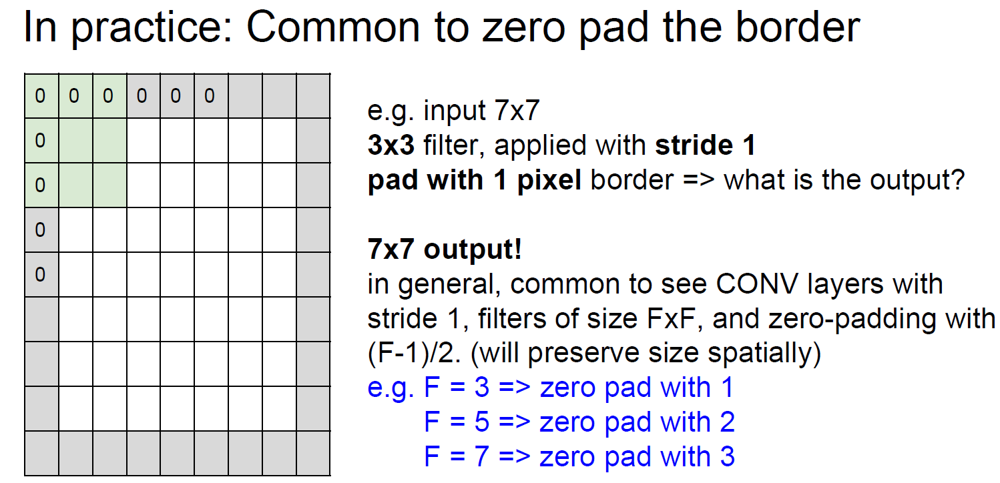 In practice: Common to zero pad the border
0 0 0 0 0 0
0
0
0
0
e.g. input 7x7
3x3 filter, applied with stride 1
pad with 1 pixel border => what is the output?
7x7 output!
in general, common to see CONV layers with
stride 1, filters of size FxF, and zero-padding with
(F-1)/2. (will preserve size spatially)
e.g. F = 3 => zero pad with 1
F = 5 => zero pad with 2
F = 7 => zero pad with 3